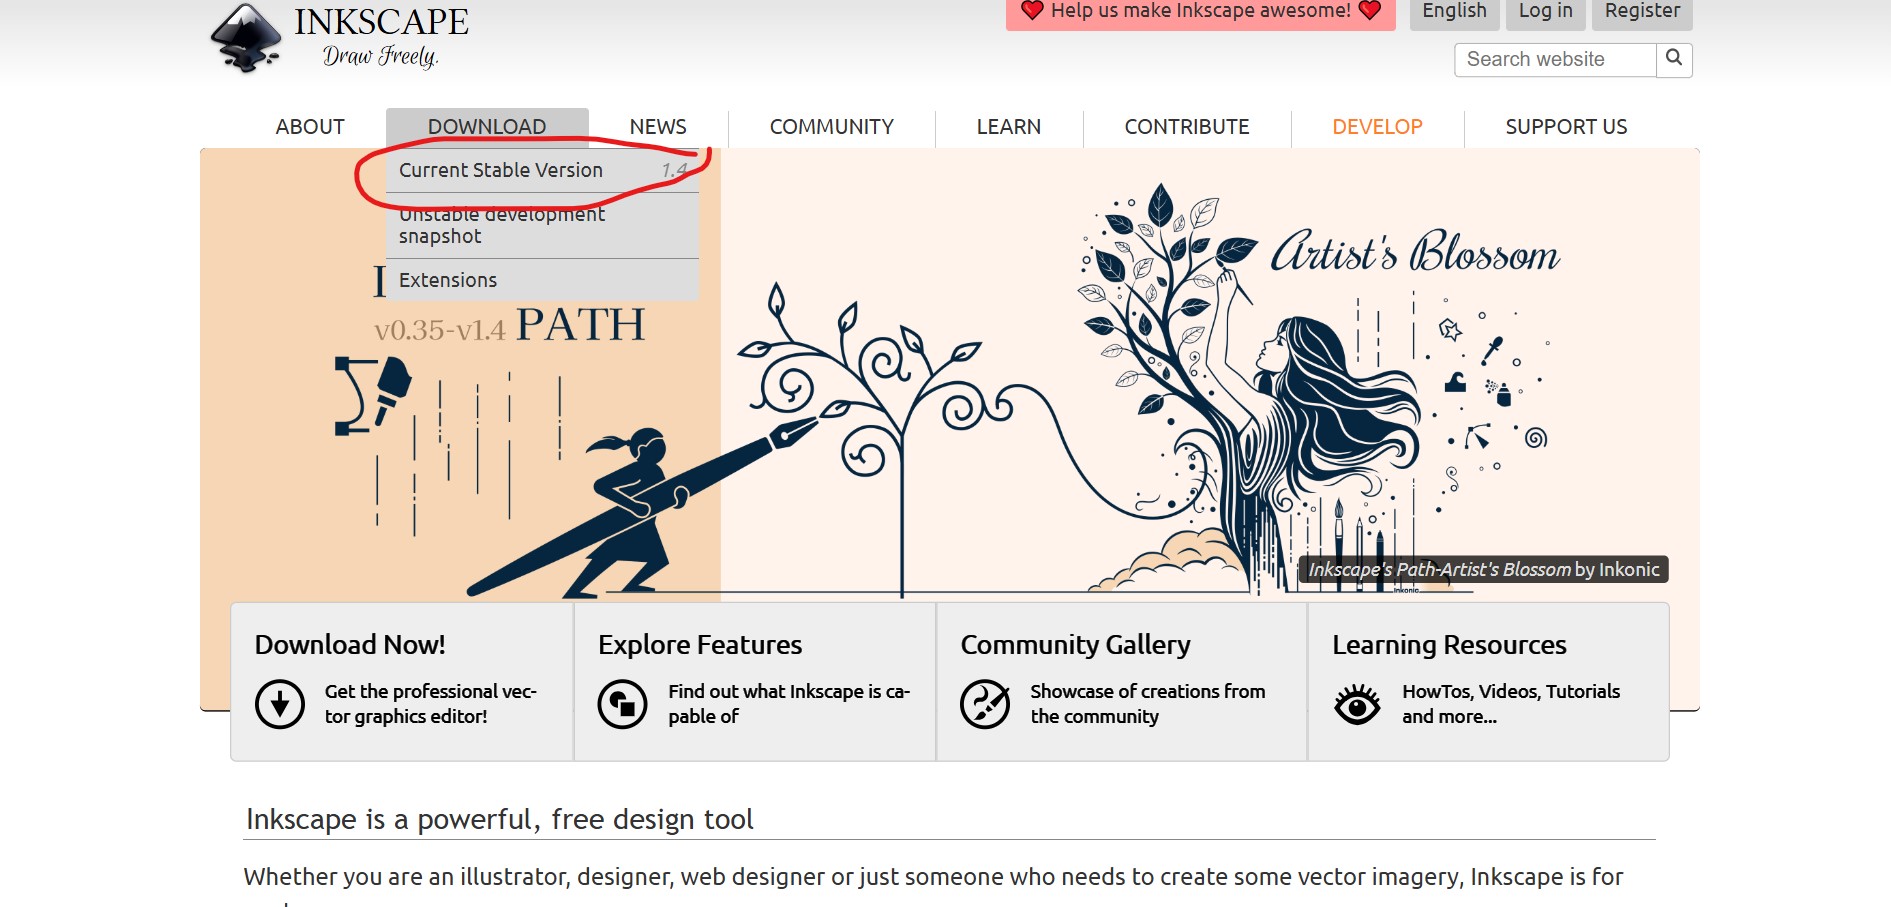 INKSCAPE
Draw Freely.
Help us make Inkscape awesome!
English
Log in
Register
Search website
ABOUT
DOWNLOAD
NEWS
COMMUNITY
LEARN
CONTRIBUTE
DEVELOP
SUPPORT US
Current Stable Version 1.4
Unstable development
snapshot
Extensions
I
v0.35-v1.4 PATH
Artist's Blossom
Inkscape's Path-Artist's Blossom by Inkonic
Inkonic
Download Now!
Get the professional vec-
tor graphics editor!
Explore Features
Find out what Inkscape is ca-
pable of
Community Gallery
Showcase of creations from
the community
Learning Resources
HowTos, Videos, Tutorials
and more...
Inkscape is a powerful, free design tool
Whether you are an illustrator, designer, web designer or just someone who needs to create some vector imagery, Inkscape is for